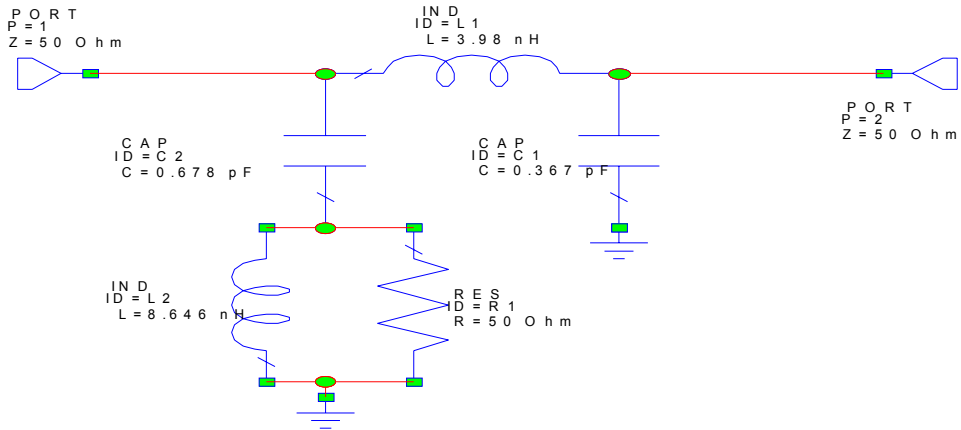 PORT
P=1
Z=50 Ohm
IND
ID=L1
L=3.98 nH
CAP
ID=C2
C=0.678 pF
CAP
ID=C1
C=0.367 pF
PORT
P=2
Z=50 Ohm
IND
ID=L2
L=8.646 nH
RES
ID=R1
R=50 Ohm